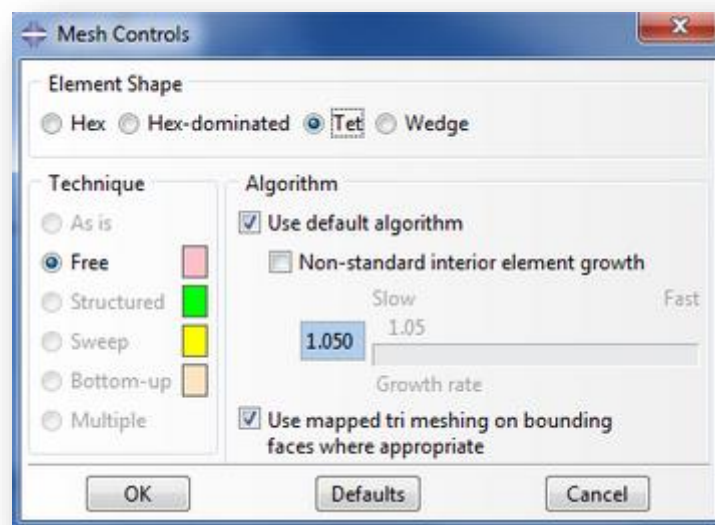 Mesh Controls
Element Shape
Hex Hex-dominated Tet Wedge
Technique
As is
Free
Structured
Sweep
Bottom-up
Multiple
Algorithm
Use default algorithm
Non-standard interior element growth
Slow Fast
1.050 1.05
Growth rate
Use mapped tri meshing on bounding
faces where appropriate
OK Defaults Cancel